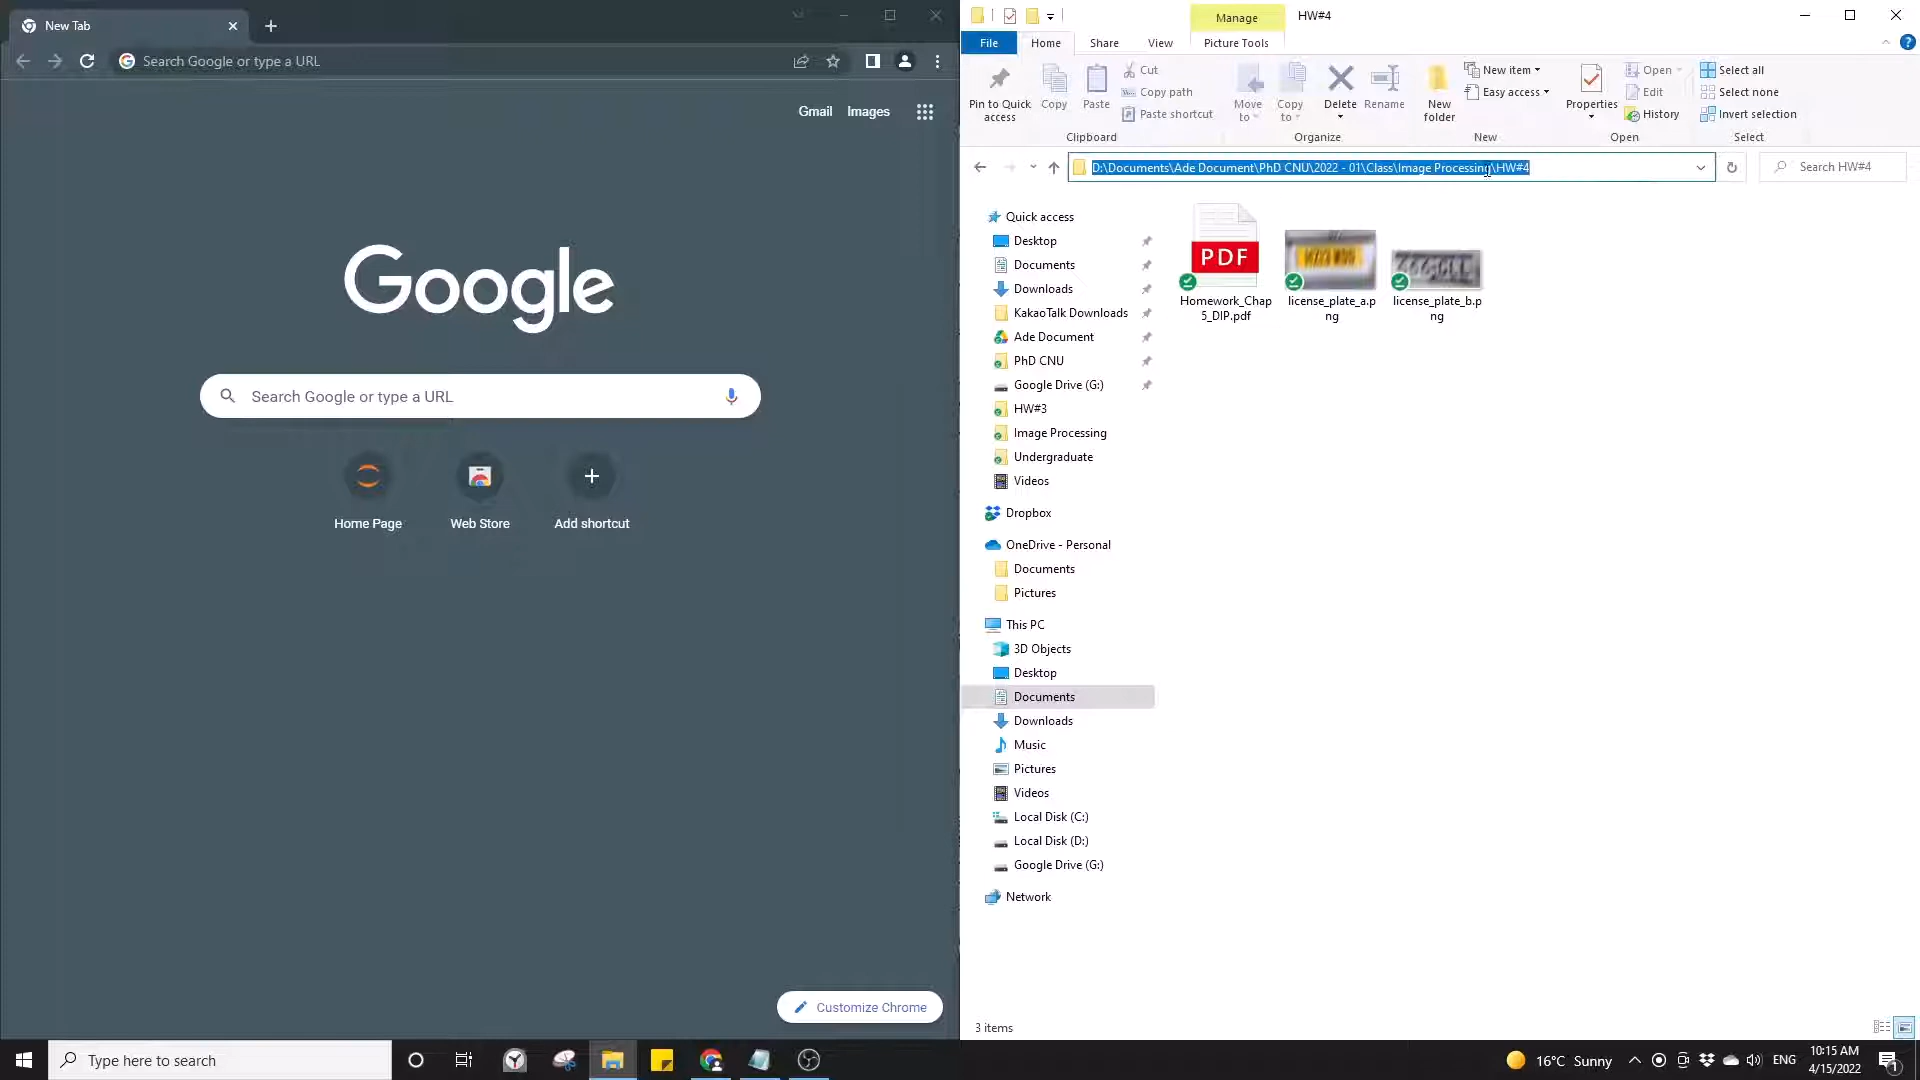 New Tab
Search Google or type a URL
Gmail Images
Google
Search Google or type a URL
Home Page Web Store Add shortcut
Customize Chrome
Manage HW#4
File Home Share View Picture Tools
Pin to Quick access
Copy
Paste
Cut
Copy path
Paste shortcut
Clipboard
Move to
Copy to
Delete
Rename
Organize
New folder
New item
Easy access
New
Properties
Open
Edit
History
Open
Select all
Select none
Invert selection
Select
D:\Documents\Ade Document\PhD CNU\2022 - 01\Class\Image Processing\HW#4
Search HW#4
Quick access
Desktop
Documents
Downloads
KakaoTalk Downloads
Ade Document
PhD CNU
Google Drive (G:)
HW#3
Image Processing
Undergraduate
Videos
Dropbox
OneDrive - Personal
Documents
Pictures
This PC
3D Objects
Desktop
Documents
Downloads
Music
Pictures
Videos
Local Disk (C:)
Local Disk (D:)
Google Drive (G:)
Network
PDF
Homework_Chap
5_DIP.pdf
license_plate_a.p
ng
license_plate_b.p
ng
3 items
Type here to search
16°C Sunny
ENG
10:15 AM
4/15/2022
1